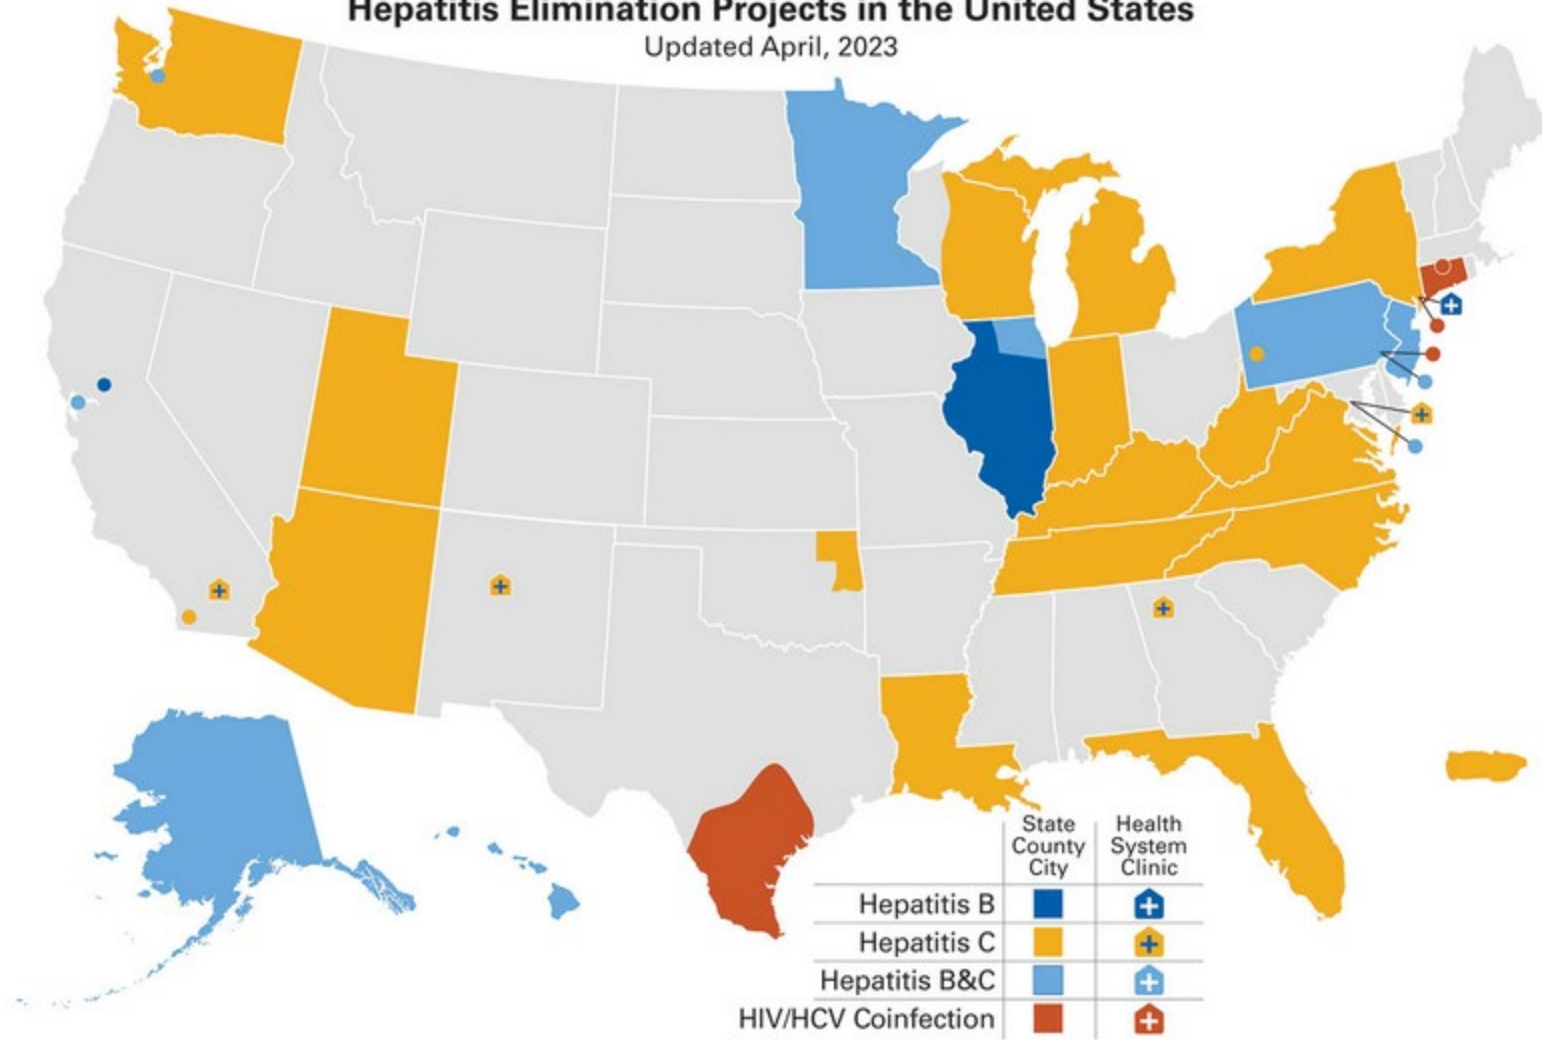 Hepatitis Elimination Projects in the United States
Updated April, 2023
State
County
City
Health
System
Clinic
Hepatitis B
Hepatitis C
Hepatitis B&C
HIV/HCV Coinfection